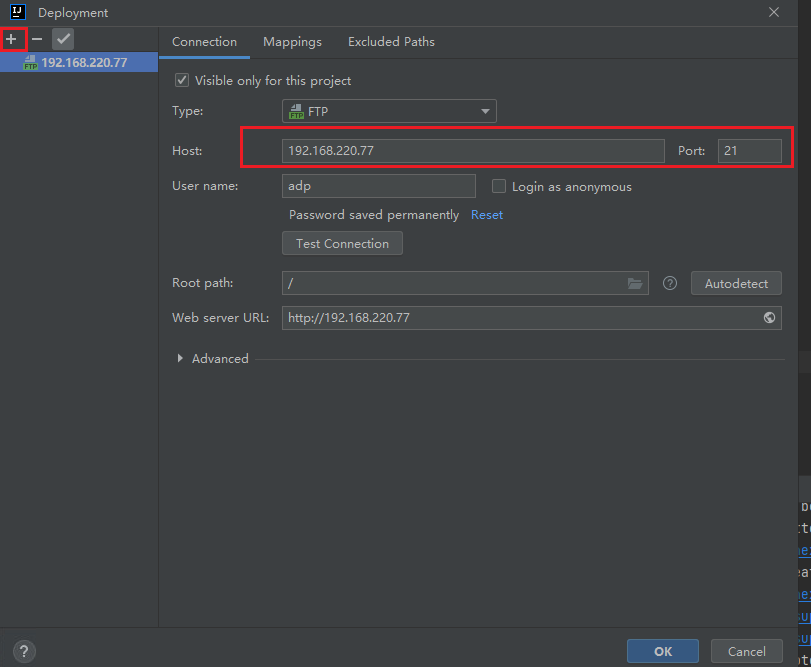 IJ Deployment
192.168.220.77
Connection Mappings Excluded Paths
Visible only for this project
Type: FTP
Host: 192.168.220.77 Port: 21
User name: adp Login as anonymous
Password saved permanently Reset
Test Connection
Root path: / ? Autodetect
Web server URL: http://192.168.220.77
Advanced
? OK Cancel